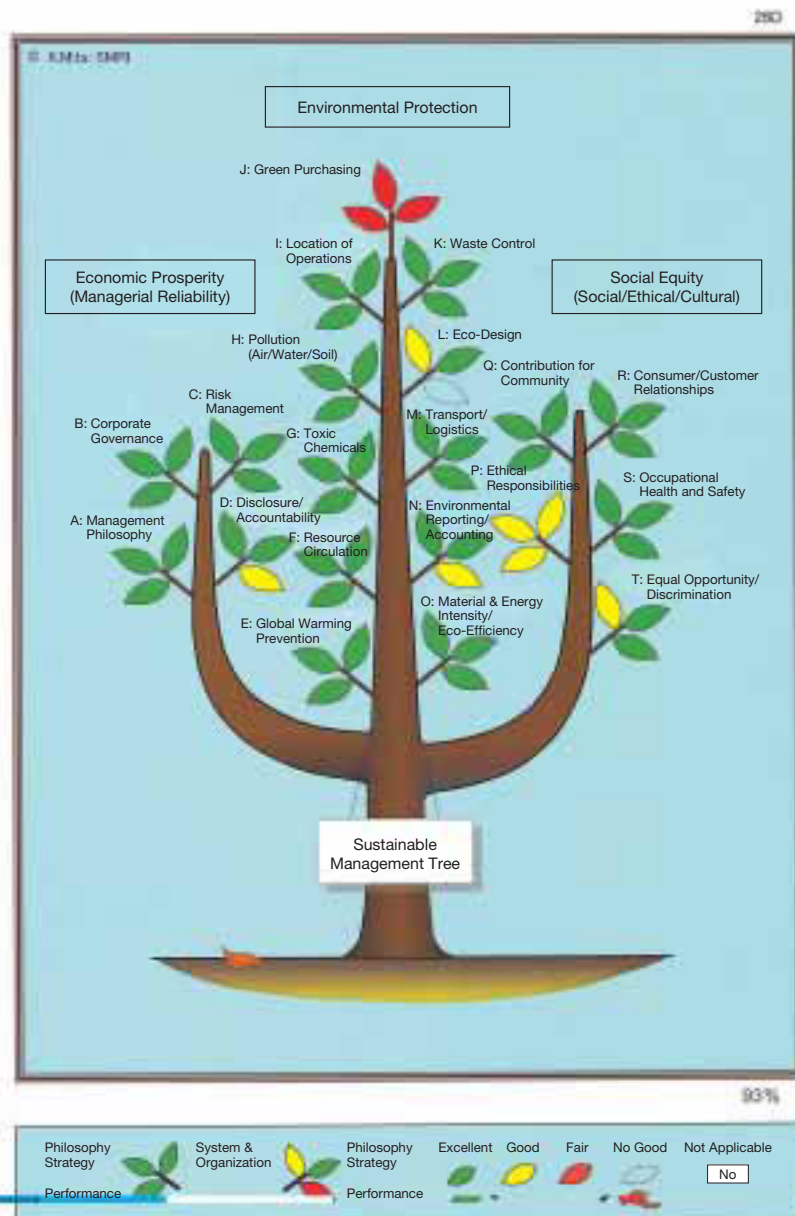 Environmental Protection
J: Green Purchasing
I: Location of
Operations
K: Waste Control
Economic Prosperity
(Managerial Reliability)
Social Equity
(Social/Ethical/Cultural)
H: Pollution
(Air/Water/Soil)
L: Eco-Design
Q: Contribution for
Community
R: Consumer/Customer
Relationships
C: Risk
Management
B: Corporate
Governance
G: Toxic
Chemicals
M: Transport/
Logistics
P: Ethical
Responsibilities
S: Occupational
Health and Safety
A: Management
Philosophy
D: Disclosure/
Accountability
F: Resource
Circulation
N: Environmental
Reporting/
Accounting
T: Equal Opportunity/
Discrimination
E: Global Warming
Prevention
O: Material & Energy
Intensity/
Eco-Efficiency
Sustainable
Management Tree
93%
Philosophy
Strategy
Performance
System &
Organization
Philosophy
Strategy
Performance
Excellent
Good
Fair
No Good
Not Applicable
No